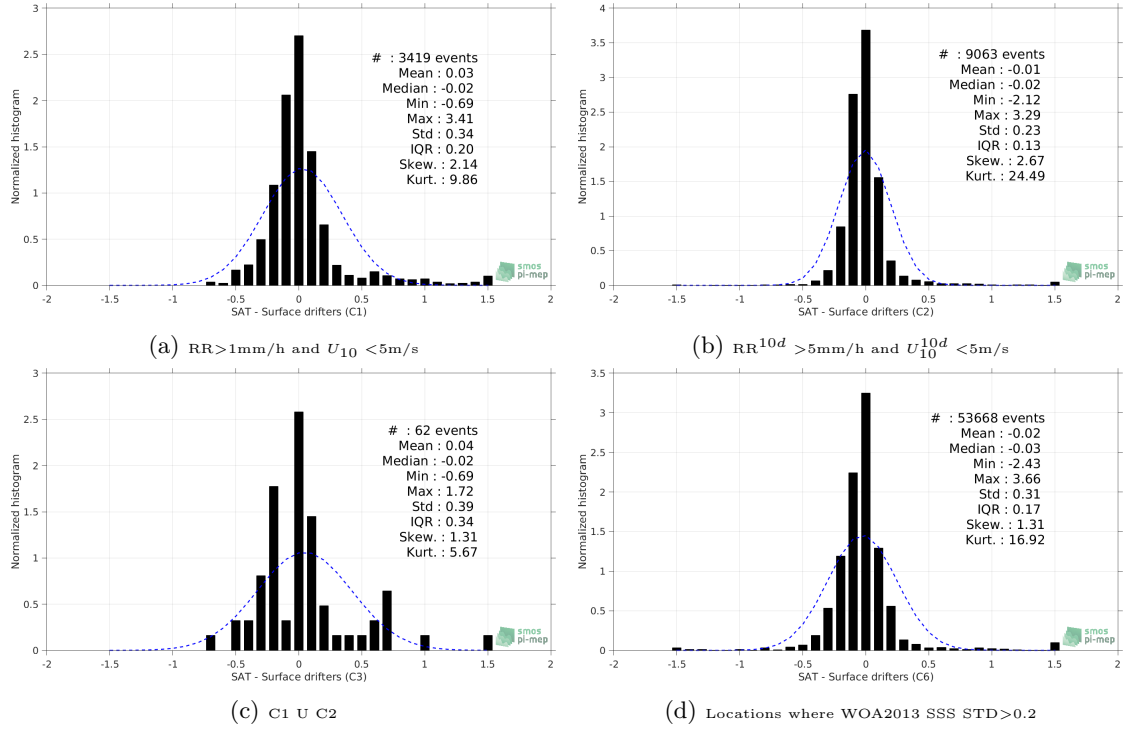 3
2.5
2
1.5
1
0.5
0
Normalized histogram
# : 3419 events
Mean : 0.03
Median : -0.02
Min : -0.69
Max : 3.41
Std : 0.34
IQR : 0.20
Skew. : 2.14
Kurt. : 9.86
smos
pi-mep
-2 -1.5 -1 -0.5 0 0.5 1 1.5 2
SAT - Surface drifters (C1)
(a) RR>1mm/h and U10 <5m/s
4
3.5
3
2.5
2
1.5
1
0.5
0
Normalized histogram
# : 9063 events
Mean : -0.01
Median : -0.02
Min : -2.12
Max : 3.29
Std : 0.23
IQR : 0.13
Skew. : 2.67
Kurt. : 24.49
smos
pi-mep
-2 -1.5 -1 -0.5 0 0.5 1 1.5 2
SAT - Surface drifters (C2)
(b) RR10d >5mm/h and U10d10 <5m/s
3
2.5
2
1.5
1
0.5
0
Normalized histogram
# : 62 events
Mean : 0.04
Median : -0.02
Min : -0.69
Max : 1.72
Std : 0.39
IQR : 0.34
Skew. : 1.31
Kurt. : 5.67
smos
pi-mep
-2 -1.5 -1 -0.5 0 0.5 1 1.5 2
SAT - Surface drifters (C3)
(c) C1 U C2
3.5
3
2.5
2
1.5
1
0.5
0
Normalized histogram
# : 53668 events
Mean : -0.02
Median : -0.03
Min : -2.43
Max : 3.66
Std : 0.31
IQR : 0.17
Skew. : 1.31
Kurt. : 16.92
smos
pi-mep
-2 -1.5 -1 -0.5 0 0.5 1 1.5 2
SAT - Surface drifters (C6)
(d) Locations where WOA2013 SSS STD>0.2